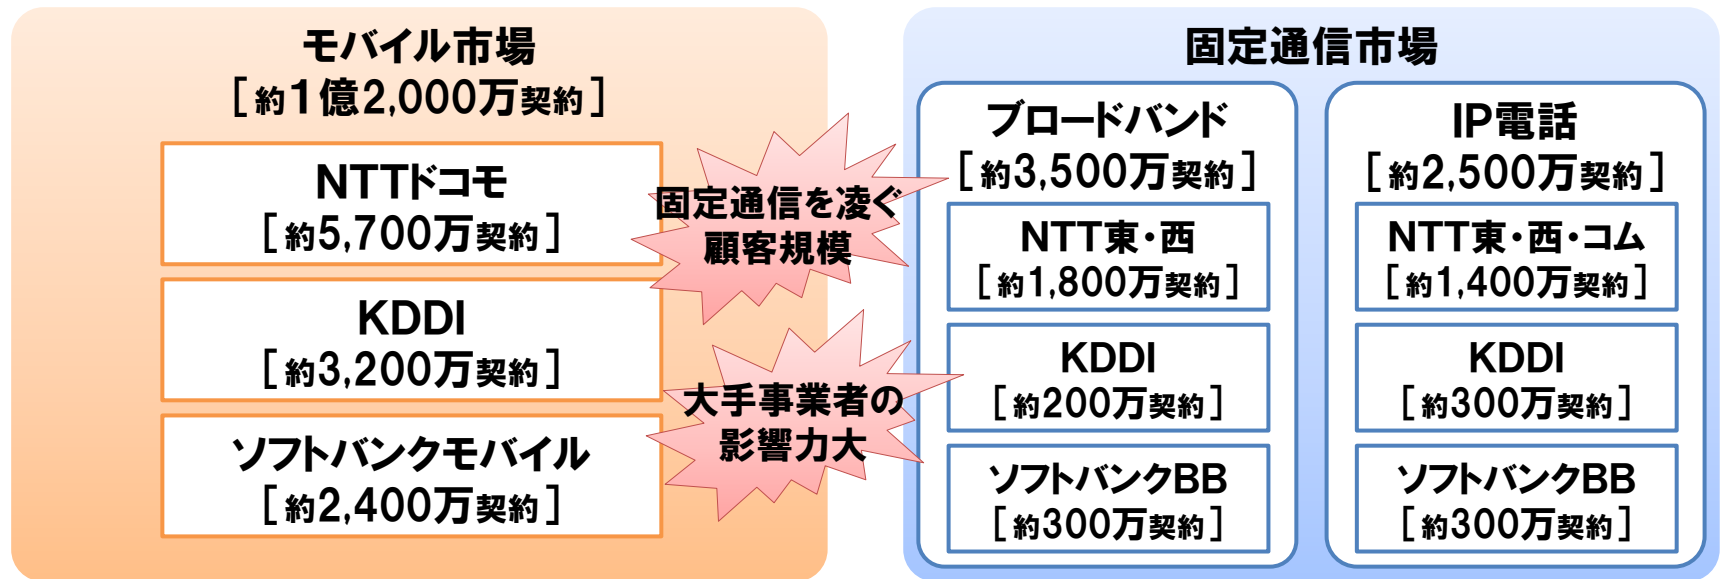 モバイル市場
[約1億2,000万契約]
NTTドコモ
[約5,700万契約]
KDDI
[約3,200万契約]
ソフトバンクモバイル
[約2,400万契約]
固定通信を凌ぐ
顧客規模
大手事業者の
影響力大
固定通信市場
ブロードバンド
[約3,500万契約]
NTT東・西
[約1,800万契約]
KDDI
[約200万契約]
ソフトバンクBB
[約300万契約]
IP電話
[約2,500万契約]
NTT東・西・コム
[約1,400万契約]
KDDI
[約300万契約]
ソフトバンクBB
[約300万契約]